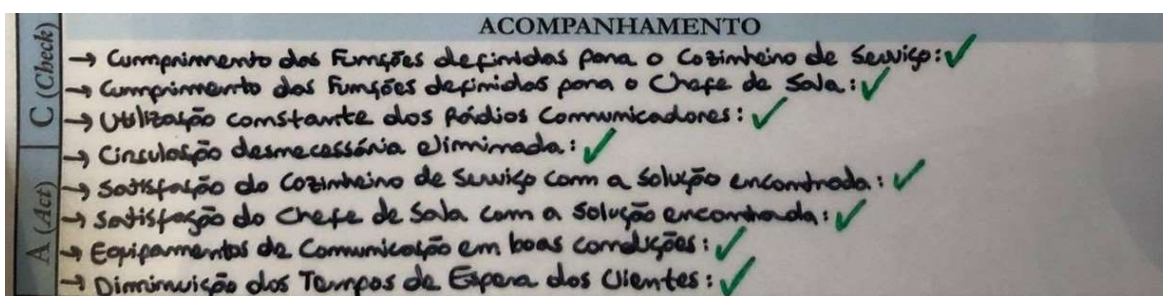 ACOMPANHAMENTO
→ Cumprimento das Funções definidas para o Cozinheiro de Serviço: ✓
→ Cumprimento das Funções definidas para o Chefe de Sala: ✓
→ Utilização constante dos Rádios Comunicadores: ✓
→ Circulação desnecessária eliminada: ✓
→ Satisfação do Cozinheiro de Serviço com a Solução encontrada: ✓
→ Satisfação do Chefe de Sala com a Solução encontrada: ✓
→ Equipamentos de Comunicação em boas condições: ✓
→ Diminuição dos Tempos de Espera dos Clientes: ✓
C (Check)
A (Act)